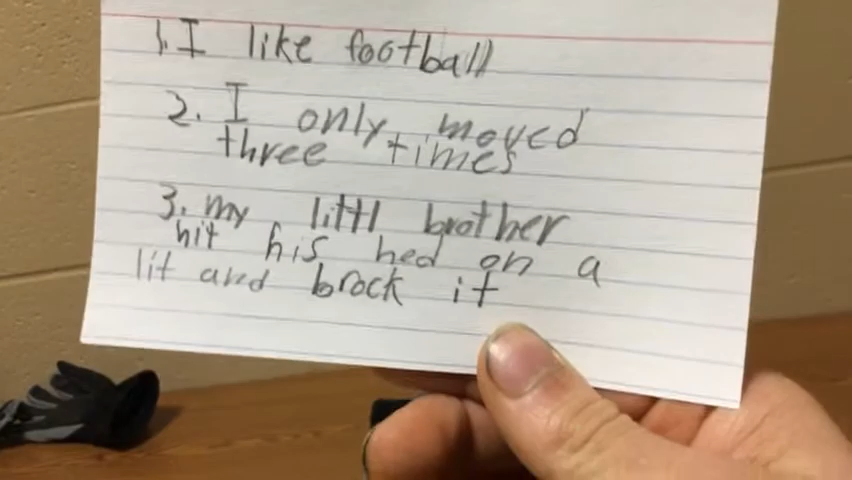 1. I like football
2. I only moved
three times
3. my littl brother
hit his hed on a
lit and brock it